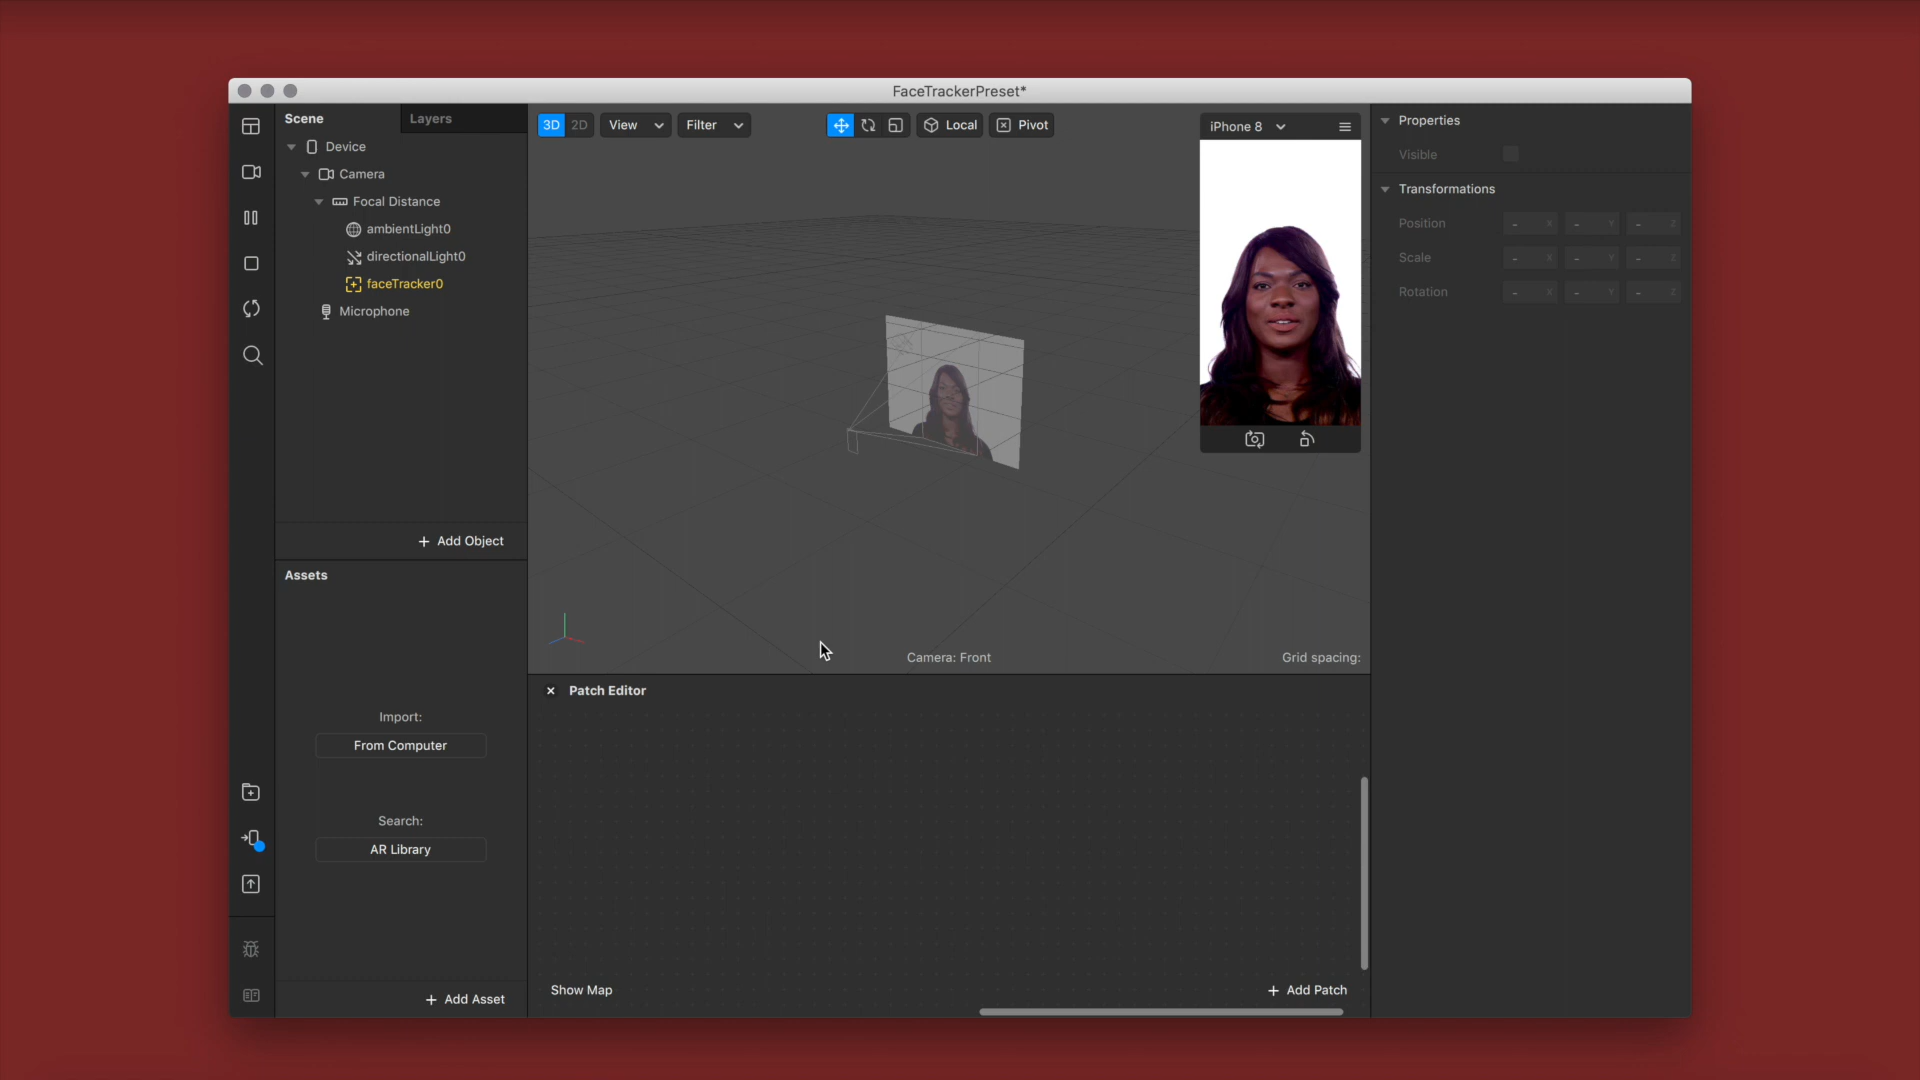 FaceTrackerPreset*
Scene
Layers
Device
Camera
Focal Distance
ambientLight0
directionalLight0
faceTracker0
Microphone
+ Add Object
Assets
Import:
From Computer
Search:
AR Library
+ Add Asset
3D 2D View Filter Local Pivot
iPhone 8
Camera: Front
Grid spacing:
Patch Editor
Show Map
+ Add Patch
Properties
Visible
Transformations
Position - X - Y - Z
Scale - X - Y - Z
Rotation - X - Y - Z